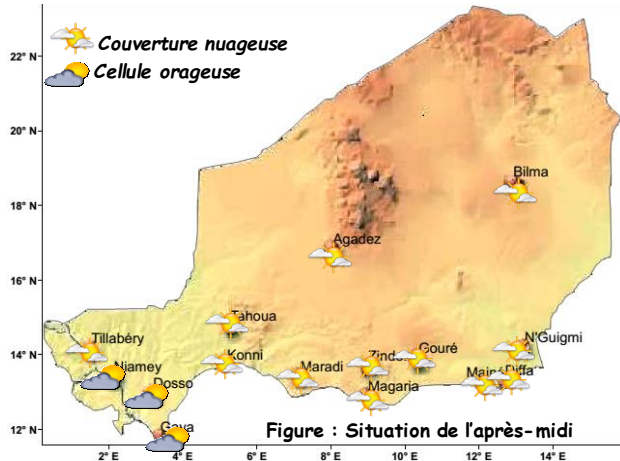 Couverture nuageuse
Cellule orageuse
22° N
20° N
18° N
16° N
14° N
12° N
Bilma
Agadez
Tahoua
Tillabéry
Konni
Gouré
N'Guigmi
Niamey
Dosso
Maradi
Magaria
Diffa
Gaya
Figure : Situation de l'après-midi
2° E
4° E
6° E
8° E
10° E
12° E
14° E